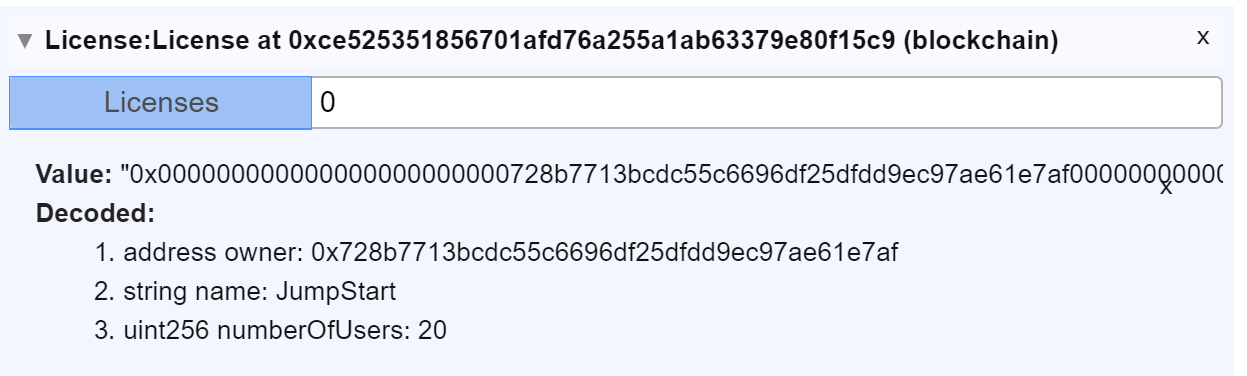 ▼ License:License at 0xce525351856701afd76a255a1ab63379e80f15c9 (blockchain) x
Licenses 0
Value: "0x000000000000000000000000728b7713bcdc55c6696df25dfdd9ec97ae61e7af00000000000
x
Decoded:
1. address owner: 0x728b7713bcdc55c6696df25dfdd9ec97ae61e7af
2. string name: JumpStart
3. uint256 numberOfUsers: 20